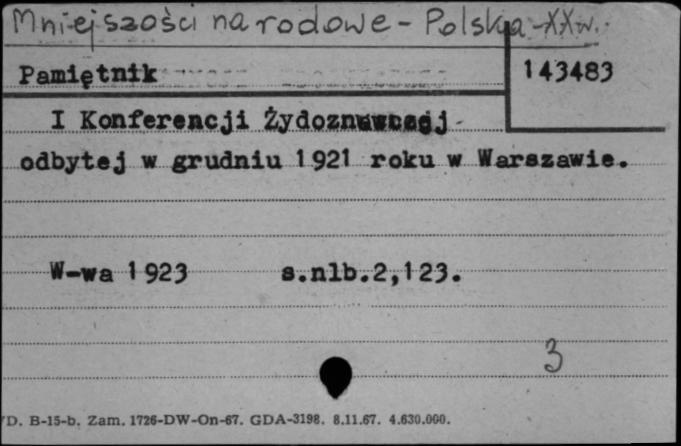 Mniejszości narodowe - Polska - XX w.
Pamiętnik
143483
I Konferencji Żydoznawczej
odbytej w grudniu 1921 roku w Warszawie.
W-wa 1923 s.nlb.2,123.
3
D. B-15-b. Zam. 1726-DW-On-67. GDA-3198. 8.11.67. 4.630.000.